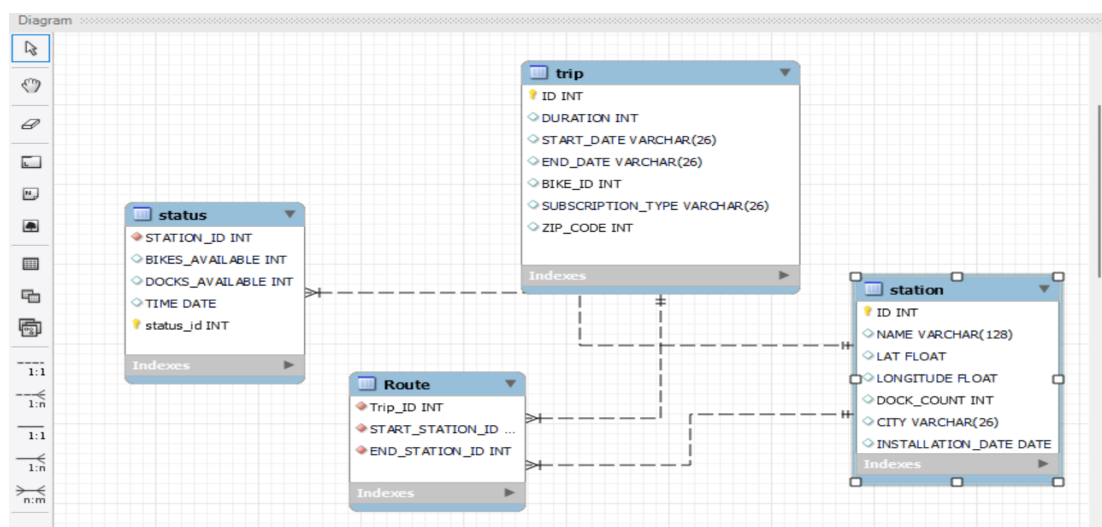 Diagram
trip
ID INT
DURATION INT
START_DATE VARCHAR(26)
END_DATE VARCHAR(26)
BIKE_ID INT
SUBSCRIPTION_TYPE VARCHAR(26)
ZIP_CODE INT
Indexes
status
STATION_ID INT
BIKES_AVAILABLE INT
DOCKS_AVAILABLE INT
TIME DATE
status_id INT
Indexes
station
ID INT
NAME VARCHAR(128)
LAT FLOAT
LONGITUDE FLOAT
DOCK_COUNT INT
CITY VARCHAR(26)
INSTALLATION_DATE DATE
Indexes
Route
Trip_ID INT
START_STATION_ID ...
END_STATION_ID INT
Indexes
1:1
1:n
1:1
1:n
n:m